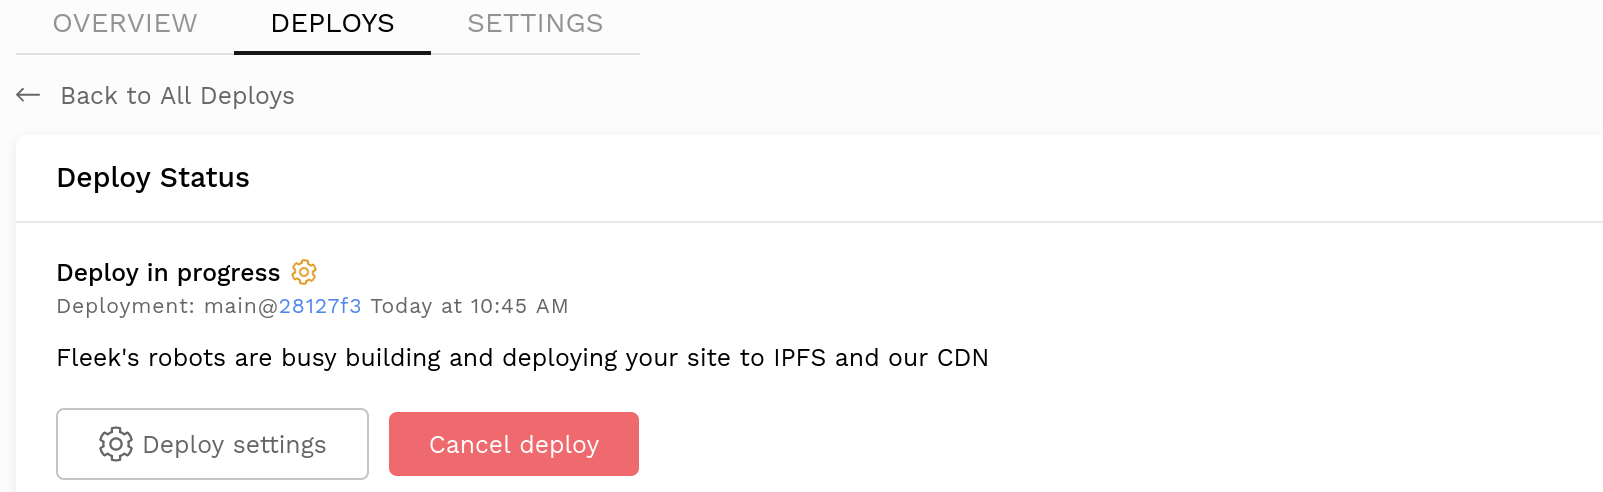 OVERVIEW DEPLOYS SETTINGS
Back to All Deploys
Deploy Status
Deploy in progress
Deployment: main@28127f3 Today at 10:45 AM
Fleek's robots are busy building and deploying your site to IPFS and our CDN
Deploy settings Cancel deploy